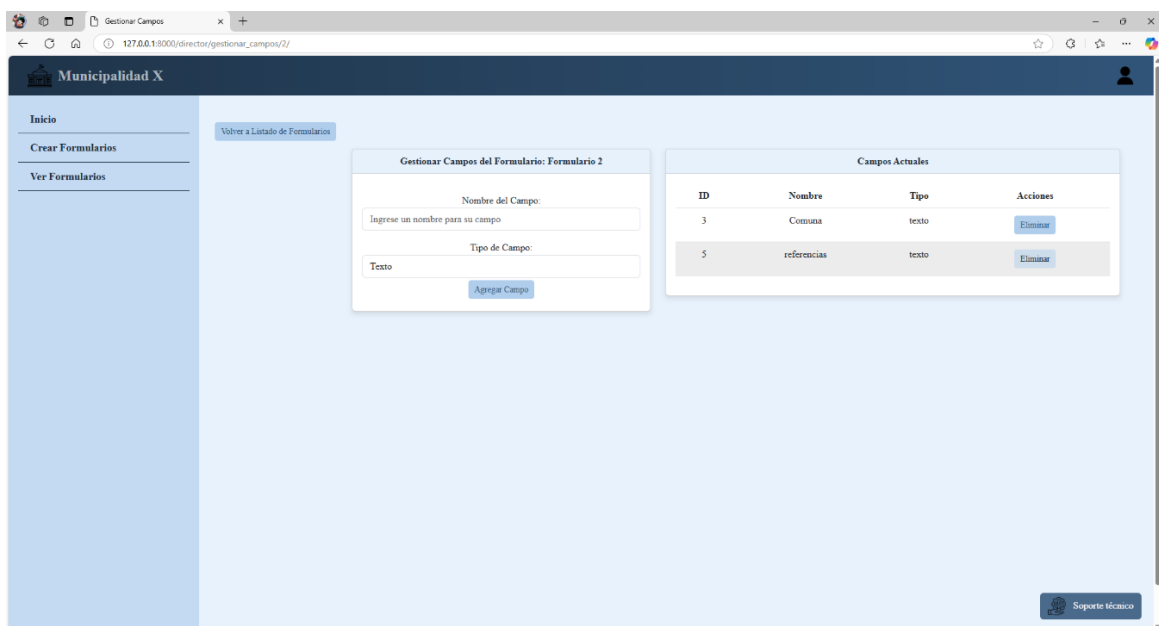 Gestionar Campos
127.0.0.1:8000/director/gestionar_campos/2/
Municipalidad X
Inicio
Crear Formularios
Ver Formularios
Volver a Listado de Formularios
Gestionar Campos del Formulario: Formulario 2
Nombre del Campo:
Ingrese un nombre para su campo
Tipo de Campo:
Texto
Agregar Campo
Campos Actuales
ID Nombre Tipo Acciones
3 Comuna texto Eliminar
5 referencias texto Eliminar
Soporte técnico